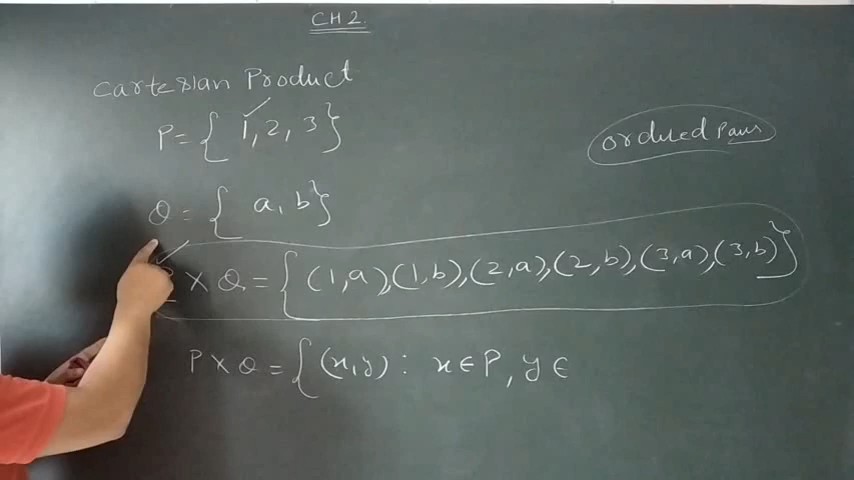 CH 2.
Cartesian Product
P = { 1, 2, 3 }
Ordered Pairs
Q = { a, b }
P × Q = { (1, a), (1, b), (2, a), (2, b), (3, a), (3, b) }
P × Q = { (x, y) : x ∈ P, y ∈